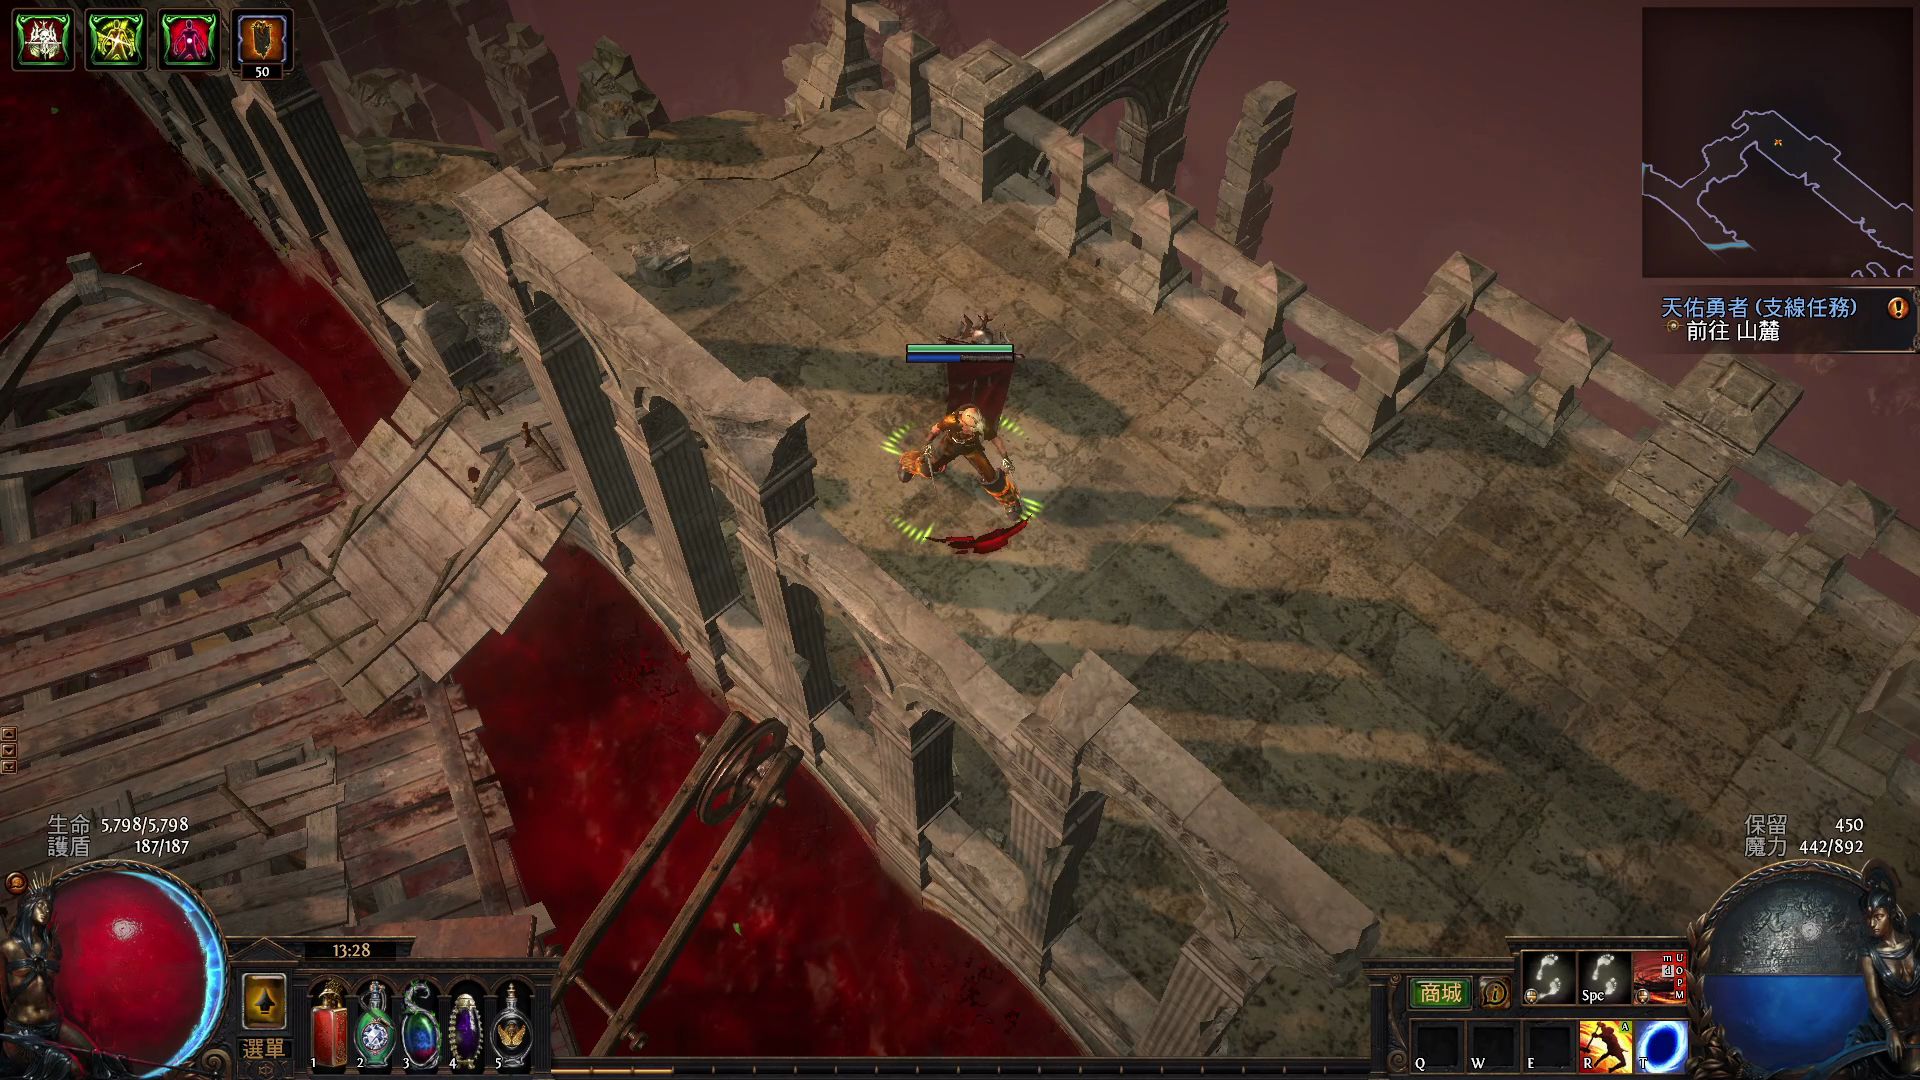 50
天佑勇者 (支線任務)
前往 山麓
生命 5,798/5,798
護盾 187/187
保留 450
魔力 442/892
13:28
選單
1
2
3
4
5
商城
Spc
Q
W
E
R
A
T